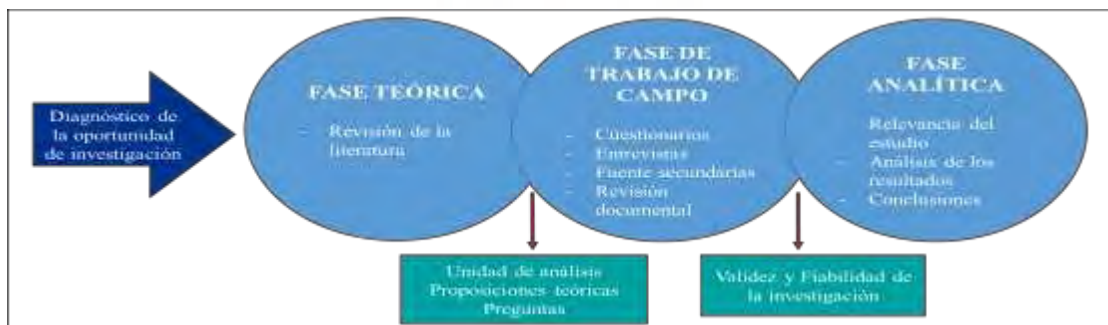 Diagnóstico de
la oportunidad
de investigación
FASE TEÓRICA
- Revisión de la
literatura
FASE DE
TRABAJO DE
CAMPO
- Cuestionarios
- Entrevistas
- Fuente secundarias
- Revisión
documental
FASE
ANALÍTICA
- Relevancia del
estudio
- Análisis de los
resultados
- Conclusiones
Unidad de análisis
Proposiciones teóricas
Preguntas
Validez y Fiabilidad de
la investigación